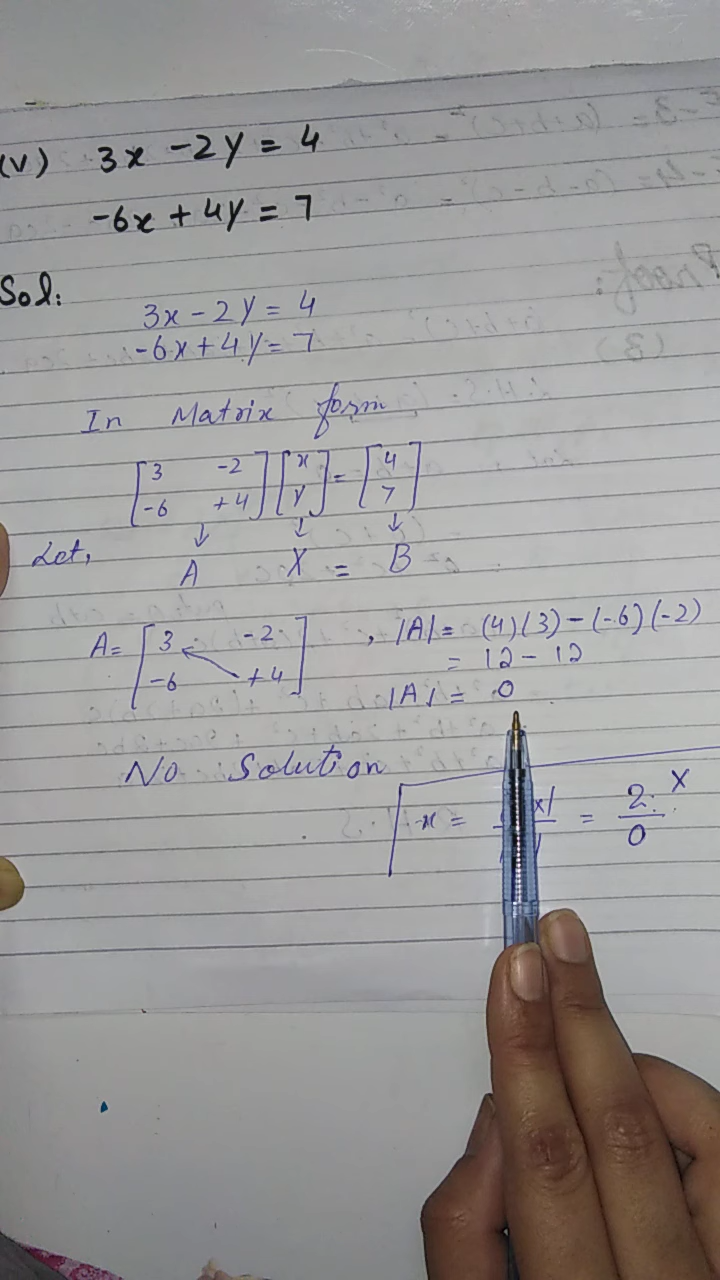 (V) 3x - 2y = 4
-6x + 4y = 7
Sol:
3x - 2y = 4
-6x + 4y = 7
In Matrix form
[3 -2] [x] = [4]
[-6 +4] [y] [7]
↓ ↓ ↓
Let, A X = B
A = [3 -2] , |A| = (4)(3) - (-6)(-2)
[-6 +4] = 12 - 12
|A| = 0
No Solution
x = = 2/0 x